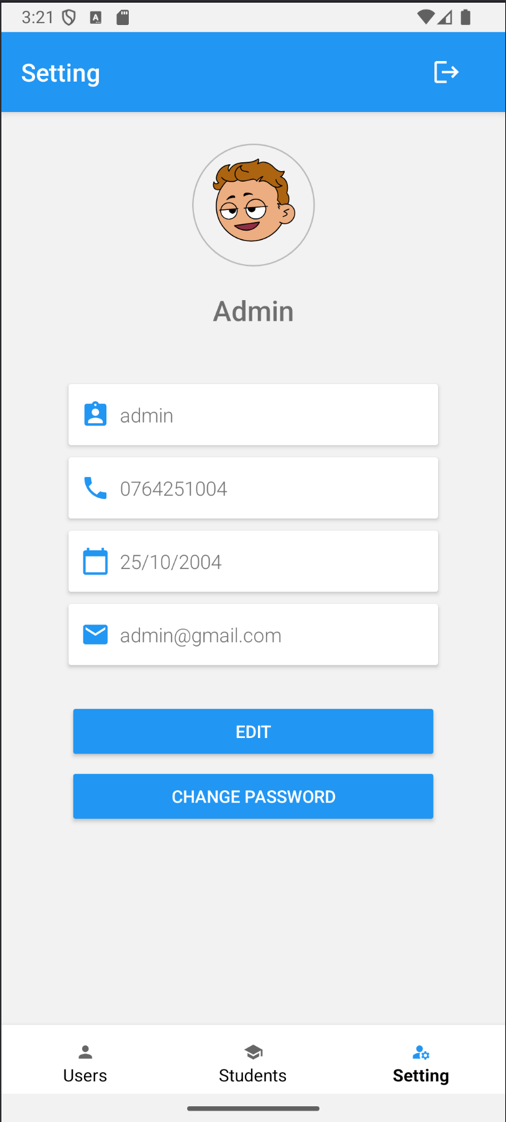 3:21
Setting
Admin
admin
0764251004
25/10/2004
admin@gmail.com
EDIT
CHANGE PASSWORD
Users
Students
Setting